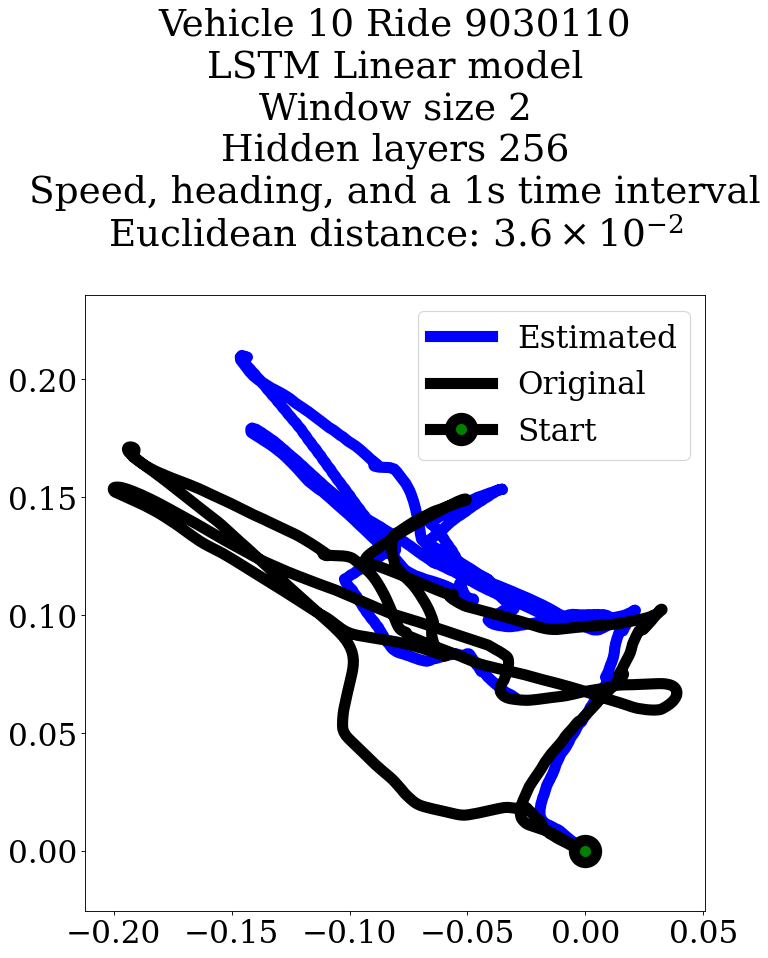 Vehicle 10 Ride 9030110
LSTM Linear model
Window size 2
Hidden layers 256
Speed, heading, and a 1s time interval
Euclidean distance: 3.6 × 10⁻²
Estimated
Original
Start
0.20
0.15
0.10
0.05
0.00
−0.20 −0.15 −0.10 −0.05 0.00 0.05